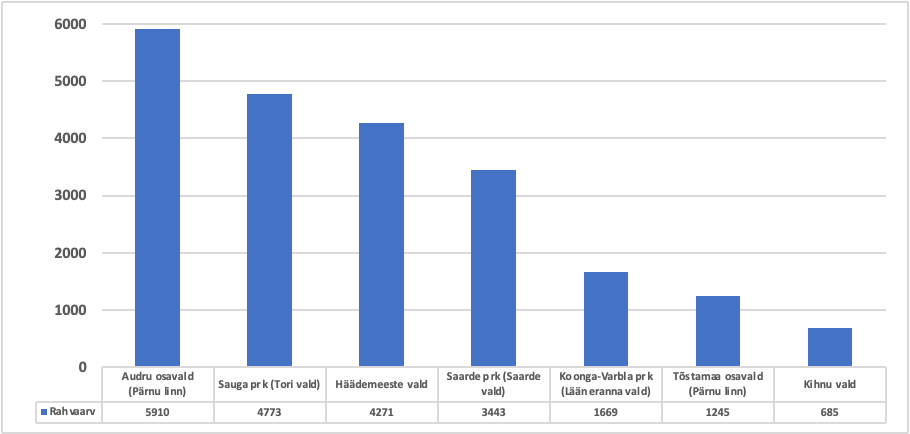 6000
5000
4000
3000
2000
1000
0
Audru osavald (Pärnu linn)
Sauga prk (Tori vald)
Häädemeeste vald
Saarde prk (Saarde vald)
Koonga-Varbla prk (Lääneranna vald)
Tõstamaa osavald (Pärnu linn)
Kihnu vald
Rahvaarv 5910 4773 4271 3443 1669 1245 685